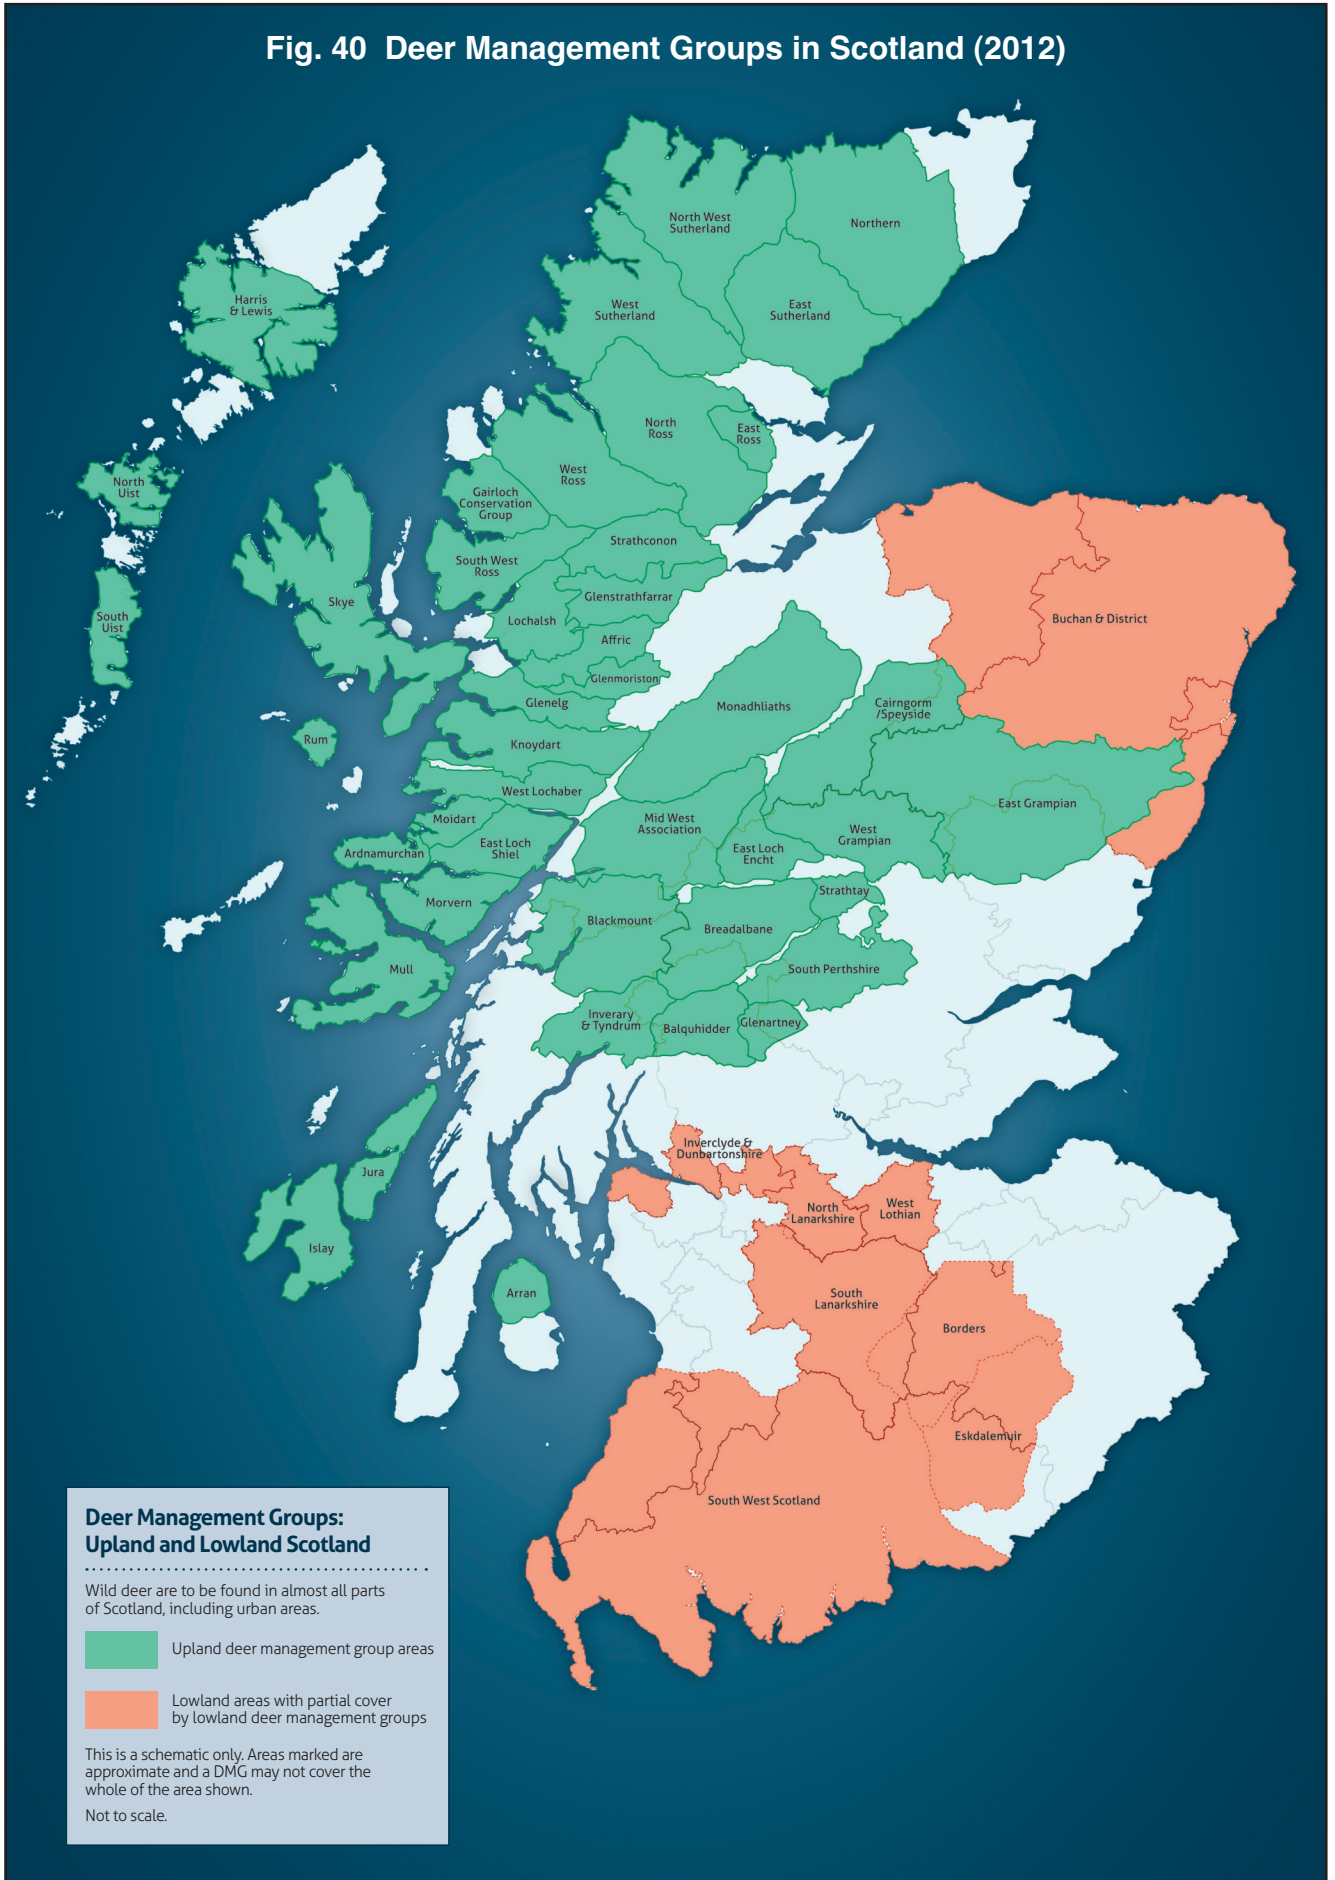 Fig. 40  Deer Management Groups in Scotland (2012)
North West
Sutherland
Northern
Harris
& Lewis
West
Sutherland
East
Sutherland
North
Ross
East
Ross
West
Ross
North
Uist
Gairloch
Conservation
Group
Strathconon
South West
Ross
Glenstrathfarrar
Skye
South
Uist
Lochalsh
Buchan & District
Affric
Glenmoriston
Glenelg
Monadhliaths
Cairngorm
/Speyside
Rum
Knoydart
West Lochaber
East Grampian
Moidart
Mid West
Association
West
Grampian
East Loch
Shiel
East Loch
Encht
Ardnamurchan
Strathtay
Morvern
Blackmount
Breadalbane
Mull
South Perthshire
Inverary
& Tyndrum
Balquhidder
Glenartney
Inverclyde &
Dunbartonshire
Jura
North
Lanarkshire
West
Lothian
Islay
Arran
South
Lanarkshire
Borders
Eskdalemuir
South West Scotland
Deer Management Groups:
Upland and Lowland Scotland
Wild deer are to be found in almost all parts
of Scotland, including urban areas.
Upland deer management group areas
Lowland areas with partial cover
by lowland deer management groups
This is a schematic only. Areas marked are
approximate and a DMG may not cover the
whole of the area shown.
Not to scale.